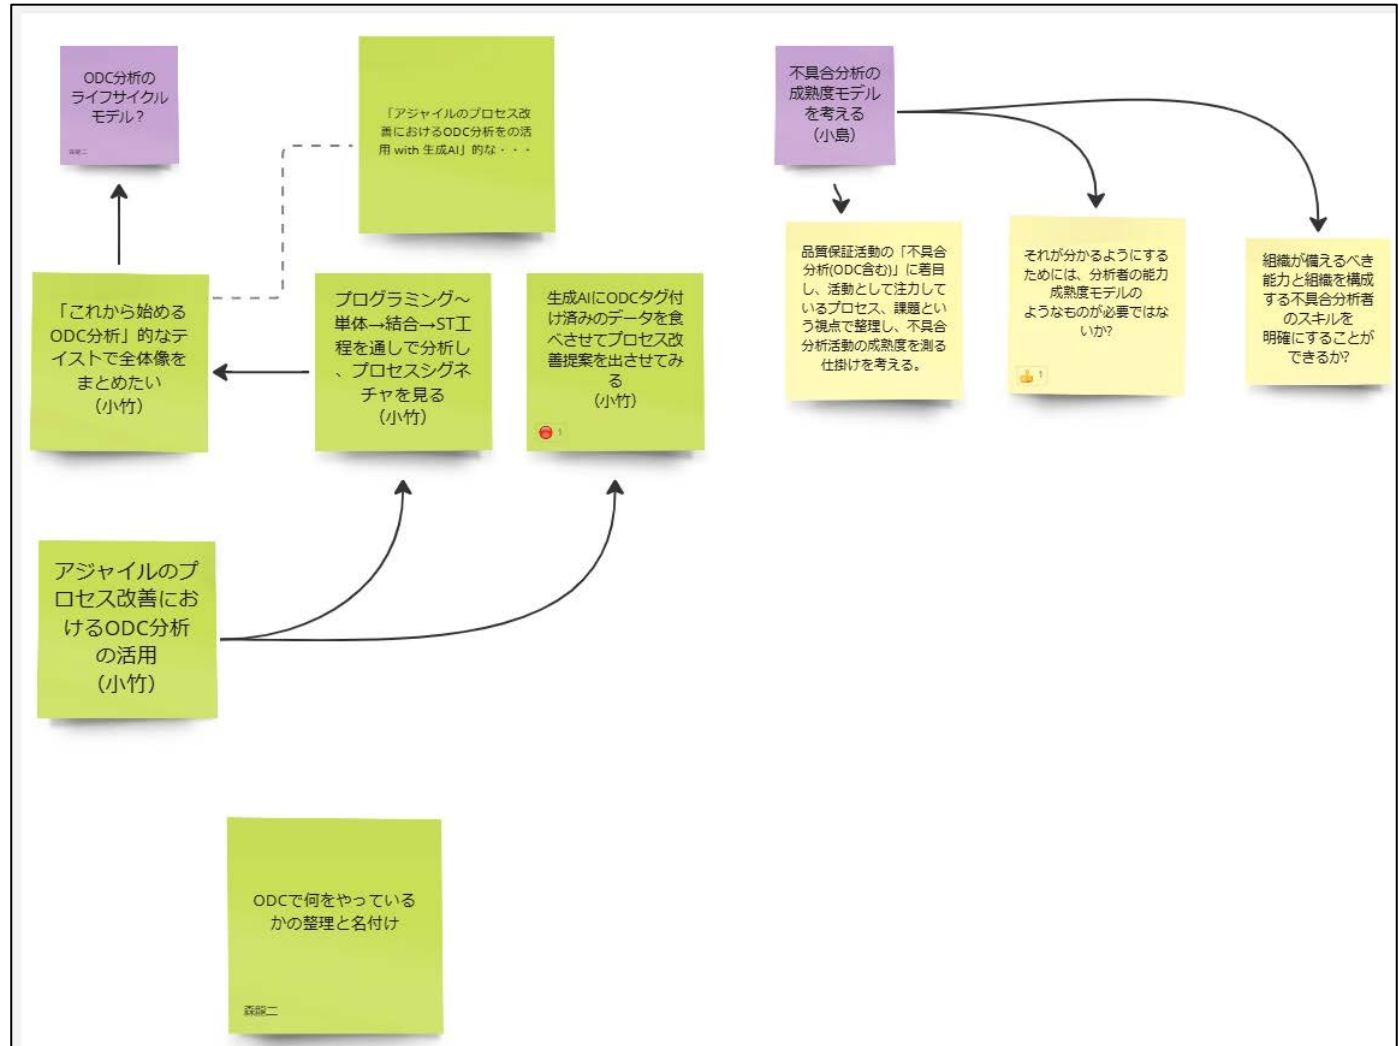 ODC分析の
ライフサイクル
モデル？
森龍二
「アジャイルのプロセス改
善におけるODC分析をの活
用 with 生成AI」的な・・・
不具合分析の
成熟度モデル
を考える
（小島）
「これから始める
ODC分析」的なテ
イストで全体像を
まとめたい
（小竹）
プログラミング～
単体→結合→ST工
程を通しで分析し
、プロセスシグネ
チャを見る
（小竹）
生成AIにODCタグ付
け済みのデータを食
べさせてプロセス改
善提案を出させてみ
る
（小竹）
1
品質保証活動の「不具合
分析(ODC含む)」に着目
し、活動として注力して
いるプロセス、課題とい
う視点で整理し、不具合
分析活動の成熟度を測る
仕掛けを考える。
それが分かるようにする
ためには、分析者の能力
成熟度モデルの
ようなものが必要ではな
いか?
1
組織が備えるべき
能力と組織を構成
する不具合分析者
のスキルを
明確にすることが
できるか?
アジャイルのプ
ロセス改善にお
けるODC分析
の活用
（小竹）
ODCで何をやっている
かの整理と名付け
森龍二